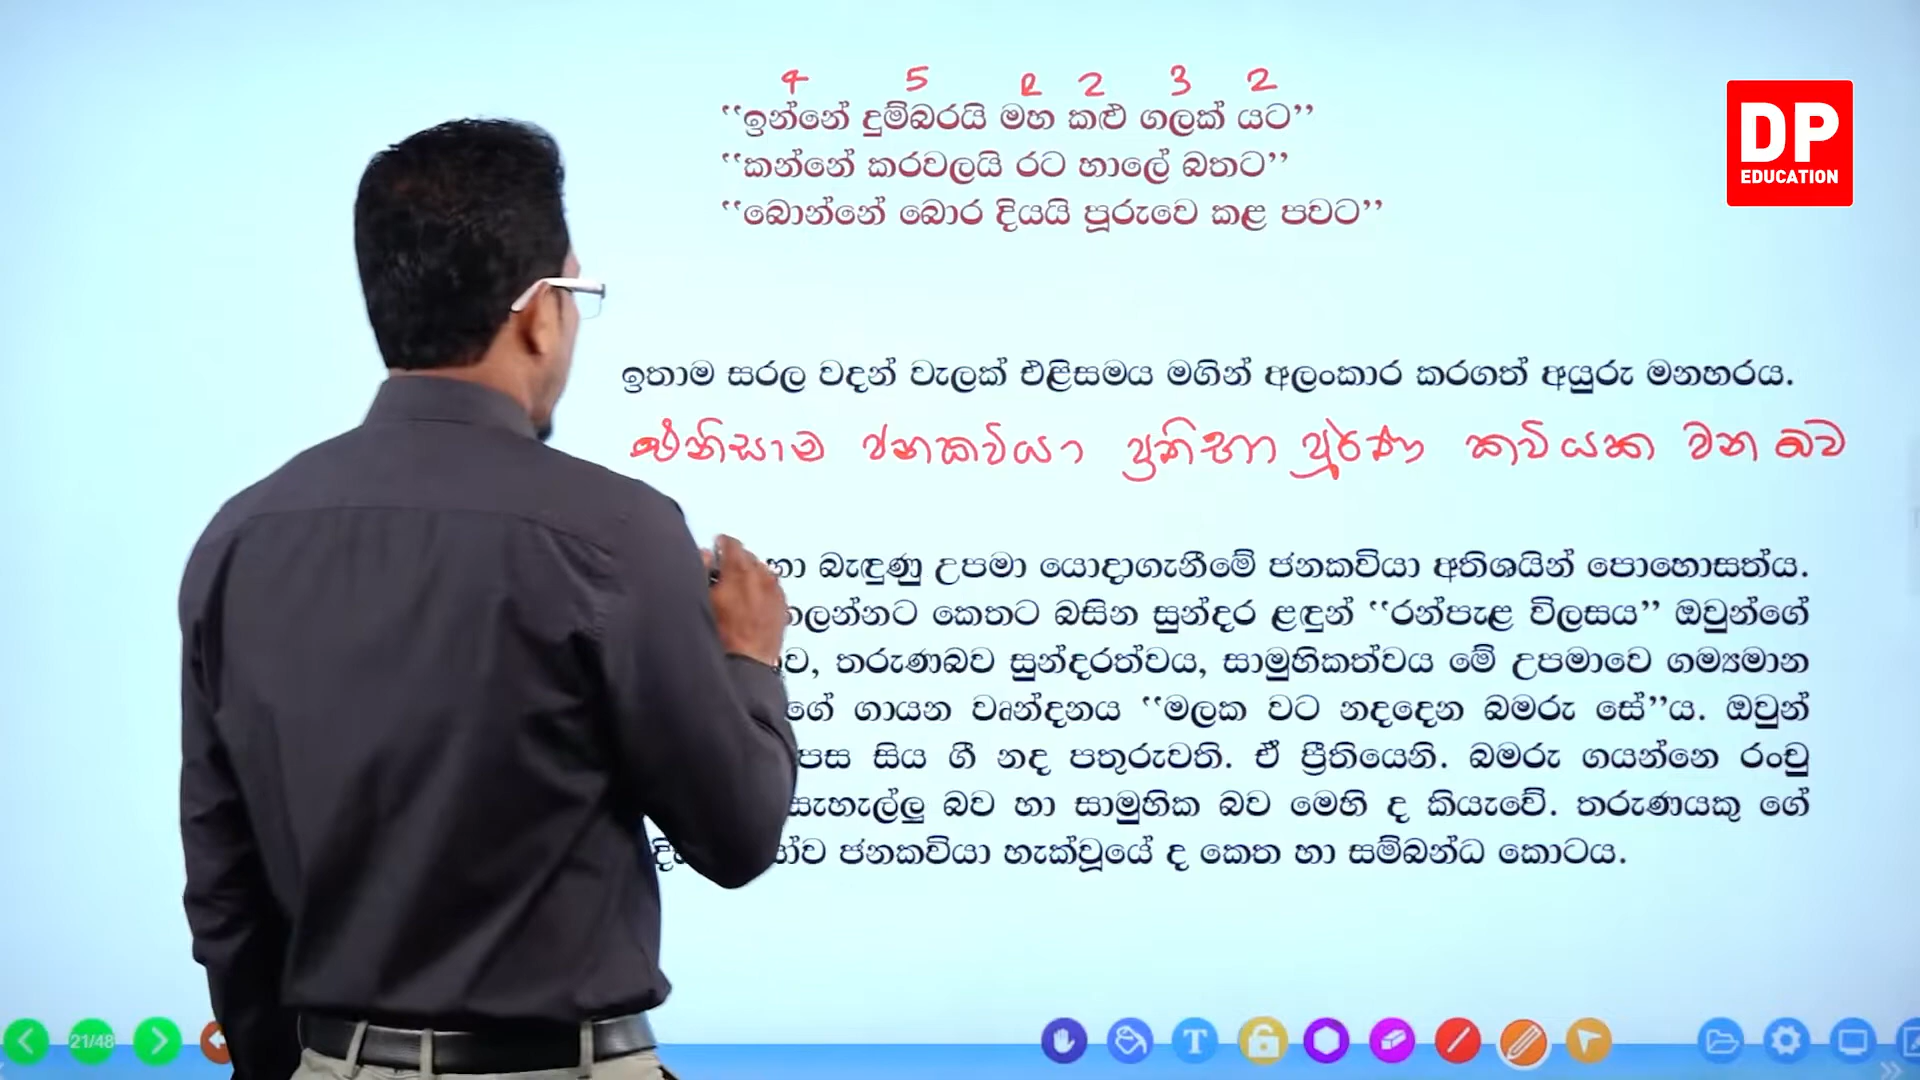 4 5 2 2 3 2
‘‘ඉන්නේ දුම්බරයි මහ කළු ගලක් යට’’
‘‘කන්නේ කරවලයි රට හාලේ බතට’’
‘‘බොන්නේ බොර දියයි පූරුවෙ කළ පවට’’
DP
EDUCATION
ඉතාම සරල වදන් වැලක් එළිසමය මගින් අලංකාර කරගත් අයුරු මනහරය.
එනිසාම ජනකවියා ප්‍රතිභා පූර්ණ කවියක වන බව
හා බැඳුණු උපමා යොදාගැනීමේ ජනකවියා අතිශයින් පොහොසත්ය.
ගලන්නට කෙතට බසින සුන්දර ළඳුන් ‘‘රන්පැළ විලසය’’ ඔවුන්ගේ
බව, තරුණබව සුන්දරත්වය, සාමුහිකත්වය මේ උපමාවෙ ගම්‍යමාන
ගේ ගායන වෘන්දනය ‘‘මලක වට නදදෙන බමරු සේ’’ය. ඔවුන්
පස සිය ගී නද පතුරුවති. ඒ ප්‍රීතියෙනි. බමරු ගයන්නෙ රංචු
සැහැල්ලු බව හා සාමුහික බව මෙහි ද කියැවේ. තරුණයකු ගේ
ජනකවියා හැක්වූයේ ද කෙත හා සම්බන්ධ කොටය.
21/48